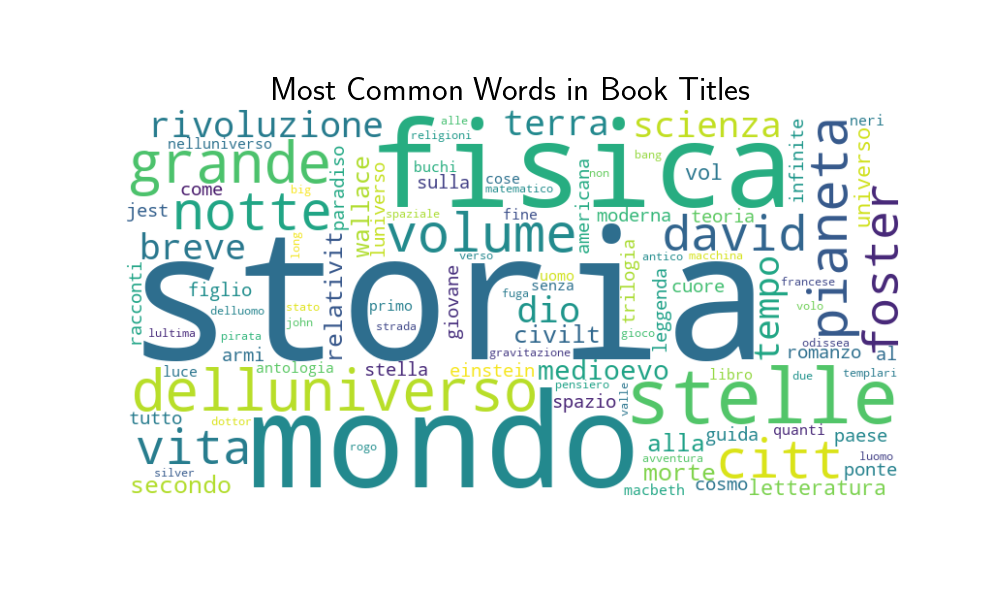 Most Common Words in Book Titles
rivoluzione
alle
religioni
fisica
terra
scienza
pianeta
neri
nelluniverso
grande
come
big
paradiso
wallace
luniverso
buchi
sulla
cose
matematico
americana
non
bang
vol
infinite
universo
jest
notte
spaziale
volume
fine
moderna
teoria
david
foster
breve
long
relativit
storia
verso
giovane
uomo
senza
fuga
trilogia
antico
macchina
leggenda
cuore
tempo
francese
volo
racconti
figlio
delluomo
stato
john
primo
strada
dio
civilt
gioco
odissea
lultima
pirata
armi
gravitazione
romanzo
al
luce
antologia
stella
einstein
medioevo
libro
due
templari
delluniverso
pensiero
spazio
valle
stelle
tutto
dottor
mondo
vita
rogo
alla
guida
quanti
paese
silver
secondo
avventura
morte
citt
luomo
ponte
macbeth
cosmo
letteratura